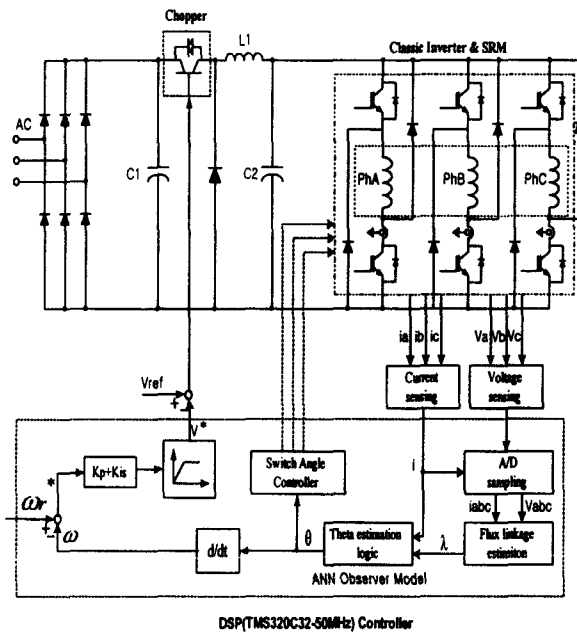 Chopper
L1
Classic Inverter & SRM
AC
C1
C2
PhA
PhB
PhC
ia ib ic
Va Vb Vc
Vref
+
-
Current
sensing
Voltage
sensing
V*
*
Kp+Kis
Switch Angle
Controller
i
A/D
sampling
iabc
Vabc
ωr
+
-
ω
d/dt
θ
Theta estimation
logic
λ
Flux linkage
estimiton
ANN Observer Model
DSP(TMS320C32-50MHz) Controller